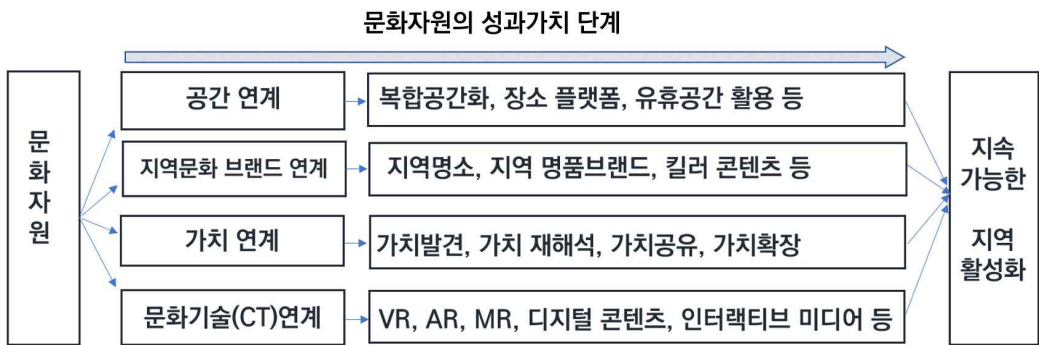 문화자원의 성과가치 단계
문화자원
공간 연계
복합공간화, 장소 플랫폼, 유휴공간 활용 등
지역문화 브랜드 연계
지역명소, 지역 명품브랜드, 킬러 콘텐츠 등
가치 연계
가치발견, 가치 재해석, 가치공유, 가치확장
문화기술(CT)연계
VR, AR, MR, 디지털 콘텐츠, 인터랙티브 미디어 등
지속
가능한
지역
활성화